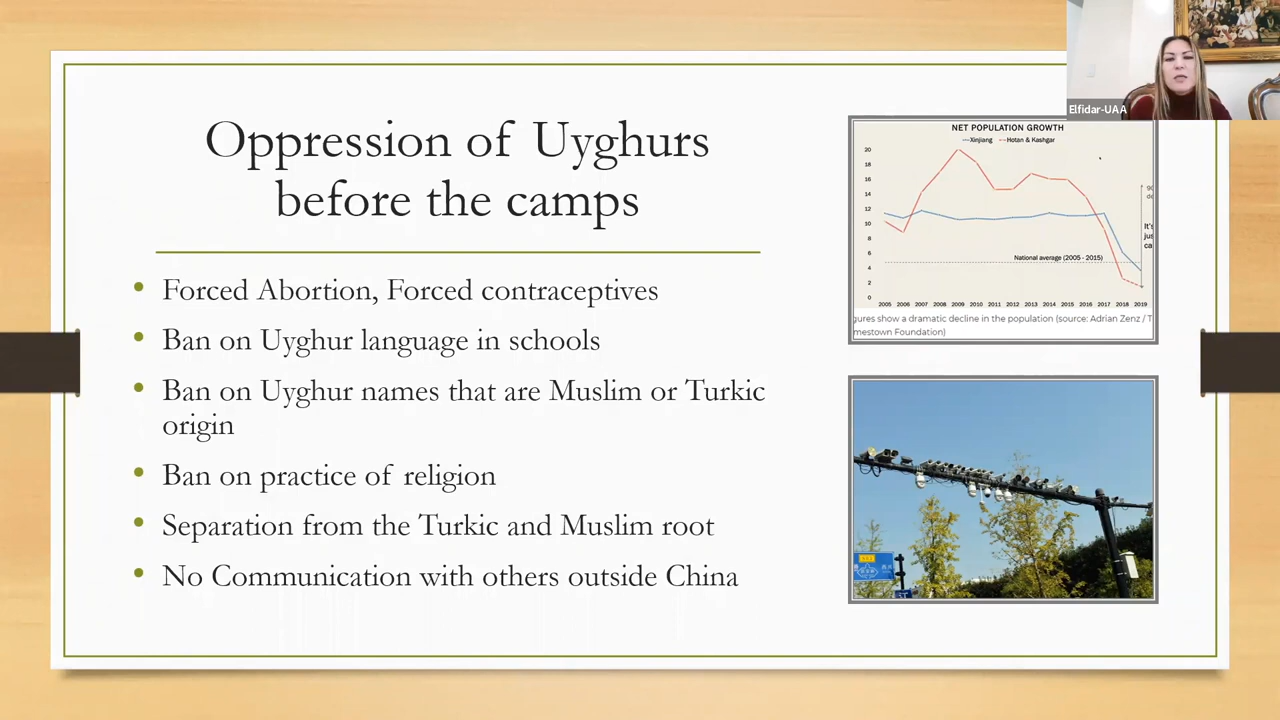 Elfidar-UAA
Oppression of Uyghurs
before the camps
• Forced Abortion, Forced contraceptives
• Ban on Uyghur language in schools
• Ban on Uyghur names that are Muslim or Turkic
origin
• Ban on practice of religion
• Separation from the Turkic and Muslim root
• No Communication with others outside China
NET POPULATION GROWTH
Xinjiang Hotan & Kashgar
20
18
16
14
12
10
8
6
4
2
0
National average (2005 - 2015)
2005 2006 2007 2008 2009 2010 2011 2012 2013 2014 2015 2016 2017 2018 2019
It's
jus
ca
gures show a dramatic decline in the population (source: Adrian Zenz / T
mestown Foundation)